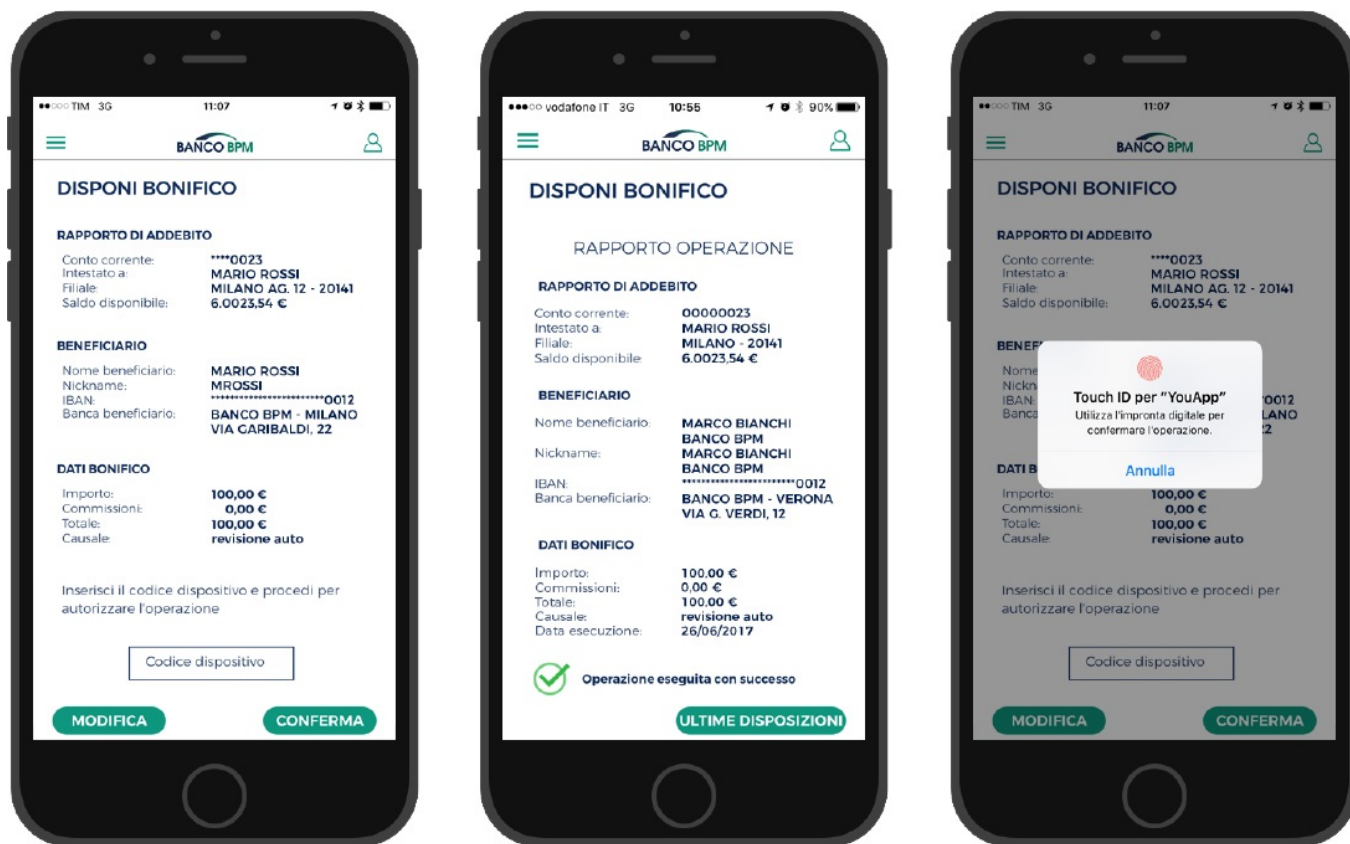 TIM 3G 11:07
BANCO BPM
DISPONI BONIFICO
RAPPORTO DI ADDEBITO
Conto corrente: ****0023
Intestato a: MARIO ROSSI
Filiale: MILANO AG. 12 - 20141
Saldo disponibile: 6.0023,54 €
BENEFICIARIO
Nome beneficiario: MARIO ROSSI
Nickname: MROSSI
IBAN: ***********************0012
Banca beneficiario: BANCO BPM - MILANO
VIA GARIBALDI, 22
DATI BONIFICO
Importo: 100,00 €
Commissioni: 0,00 €
Totale: 100,00 €
Causale: revisione auto
Inserisci il codice dispositivo e procedi per
autorizzare l'operazione
Codice dispositivo
MODIFICA CONFERMA
vodafone IT 3G 10:55 90%
BANCO BPM
DISPONI BONIFICO
RAPPORTO OPERAZIONE
RAPPORTO DI ADDEBITO
Conto corrente: 00000023
Intestato a: MARIO ROSSI
Filiale: MILANO - 20141
Saldo disponibile: 6.0023,54 €
BENEFICIARIO
Nome beneficiario: MARCO BIANCHI
BANCO BPM
Nickname: MARCO BIANCHI
BANCO BPM
IBAN: ***********************0012
Banca beneficiario: BANCO BPM - VERONA
VIA G. VERDI, 12
DATI BONIFICO
Importo: 100,00 €
Commissioni: 0,00 €
Totale: 100,00 €
Causale: revisione auto
Data esecuzione: 26/06/2017
Operazione eseguita con successo
ULTIME DISPOSIZIONI
TIM 3G 11:07
BANCO BPM
DISPONI BONIFICO
RAPPORTO DI ADDEBITO
Conto corrente: ****0023
Intestato a: MARIO ROSSI
Filiale: MILANO AG. 12 - 20141
Saldo disponibile: 6.0023,54 €
BENEF
Nome
Nickn
IBAN: 0012
Banca LANO
22
Touch ID per "YouApp"
Utilizza l'impronta digitale per
confermare l'operazione.
Annulla
DATI B
Importo: 100,00 €
Commissioni: 0,00 €
Totale: 100,00 €
Causale: revisione auto
Inserisci il codice dispositivo e procedi per
autorizzare l'operazione
Codice dispositivo
MODIFICA CONFERMA